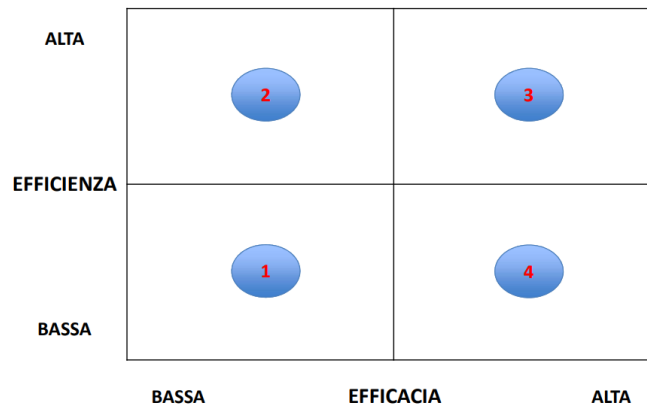 ALTA
2 3
EFFICIENZA
1 4
BASSA
BASSA EFFICACIA ALTA